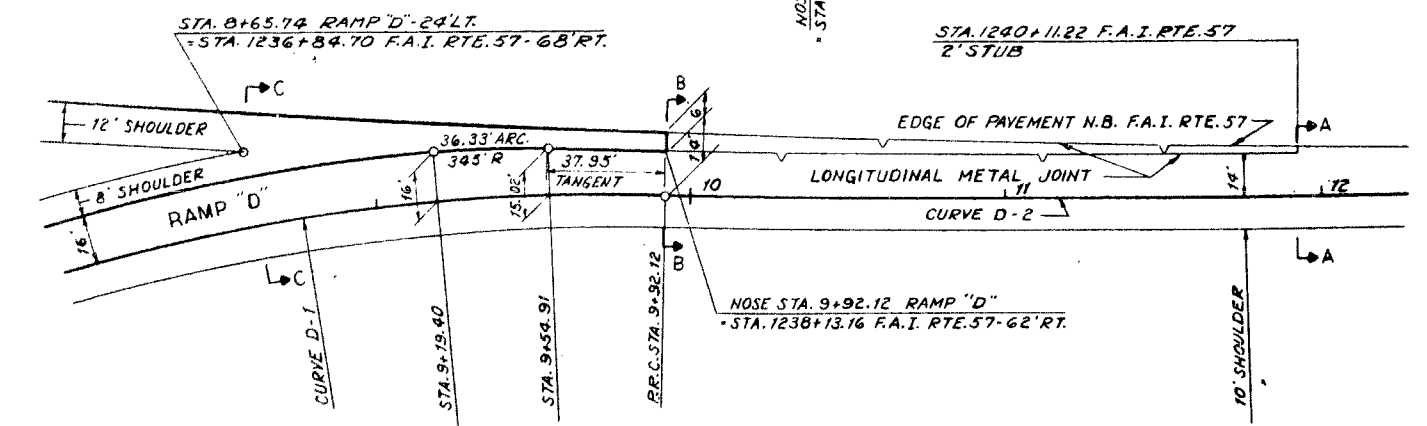 STA. 8+65.74 RAMP "D"-24'LT.
=STA. 1236+84.70 F.A.I. RTE.57-68'RT.
NOSE
= STA
STA.1240+11.22 F.A.I. RTE.57
2' STUB
C
B
6
14'
12' SHOULDER
36.33' ARC.
345' R
EDGE OF PAVEMENT N.B. F.A.I. RTE.57
A
8' SHOULDER
37.95'
TANGENT
LONGITUDINAL METAL JOINT
14'
16'
15.02'
10
11
12
RAMP "D"
CURVE D-2
16'
C
B
A
NOSE STA. 9+92.12 RAMP "D"
=STA. 1238+13.16 F.A.I. RTE.57-62'RT.
CURVE D-1
STA. 9+19.40
STA. 9+54.91
P.R.C. STA. 9+92.12
10' SHOULDER